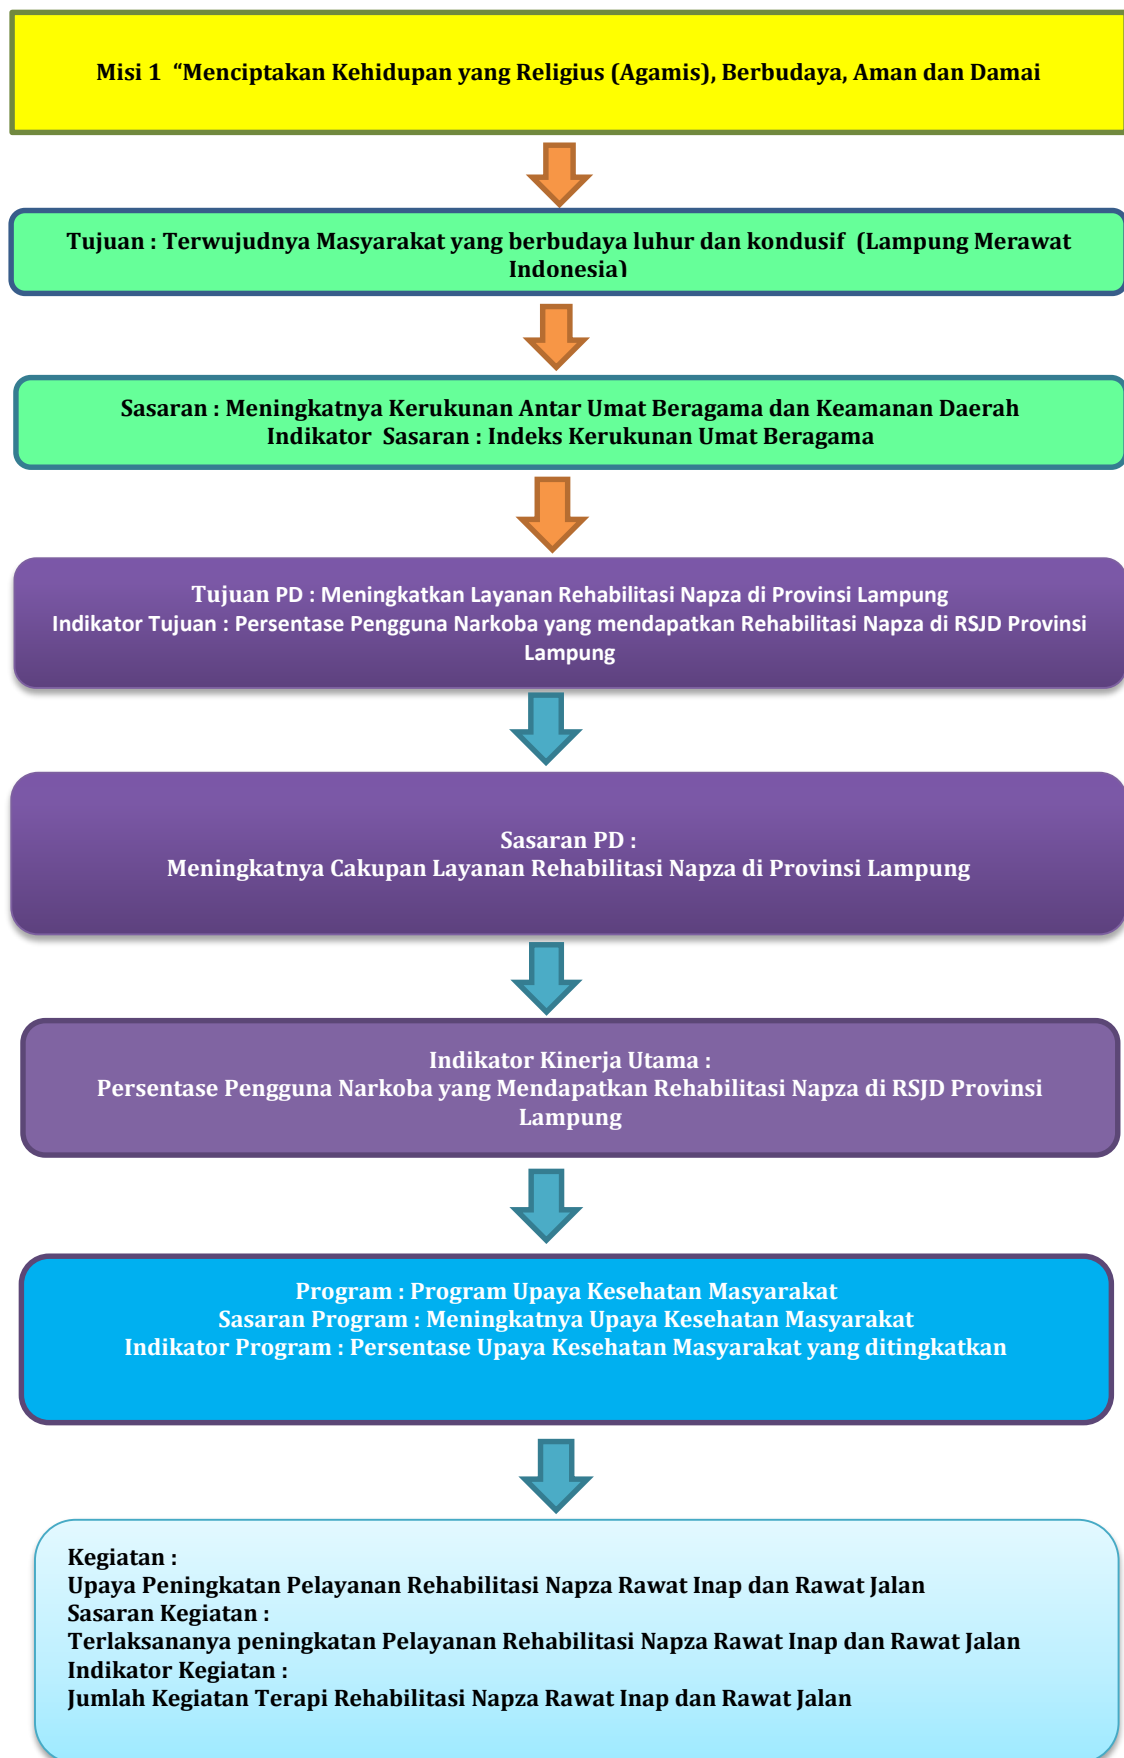 Misi 1 “Menciptakan Kehidupan yang Religius (Agamis), Berbudaya, Aman dan Damai
Tujuan : Terwujudnya Masyarakat yang berbudaya luhur dan kondusif (Lampung Merawat
Indonesia)
Sasaran : Meningkatnya Kerukunan Antar Umat Beragama dan Keamanan Daerah
Indikator Sasaran : Indeks Kerukunan Umat Beragama
Tujuan PD : Meningkatkan Layanan Rehabilitasi Napza di Provinsi Lampung
Indikator Tujuan : Persentase Pengguna Narkoba yang mendapatkan Rehabilitasi Napza di RSJD Provinsi
Lampung
Sasaran PD :
Meningkatnya Cakupan Layanan Rehabilitasi Napza di Provinsi Lampung
Indikator Kinerja Utama :
Persentase Pengguna Narkoba yang Mendapatkan Rehabilitasi Napza di RSJD Provinsi
Lampung
Program : Program Upaya Kesehatan Masyarakat
Sasaran Program : Meningkatnya Upaya Kesehatan Masyarakat
Indikator Program : Persentase Upaya Kesehatan Masyarakat yang ditingkatkan
Kegiatan :
Upaya Peningkatan Pelayanan Rehabilitasi Napza Rawat Inap dan Rawat Jalan
Sasaran Kegiatan :
Terlaksananya peningkatan Pelayanan Rehabilitasi Napza Rawat Inap dan Rawat Jalan
Indikator Kegiatan :
Jumlah Kegiatan Terapi Rehabilitasi Napza Rawat Inap dan Rawat Jalan